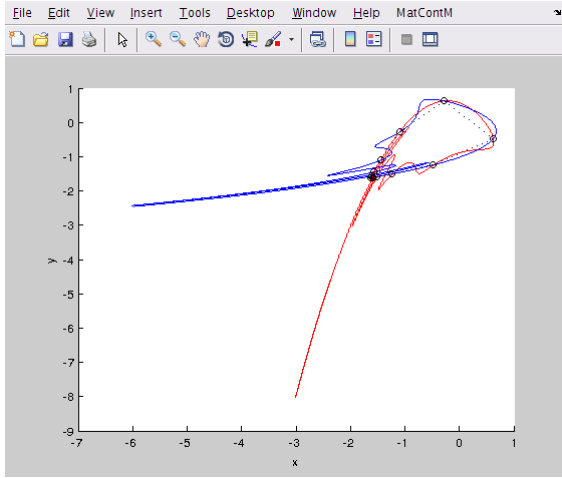 File Edit View Insert Tools Desktop Window Help MatContM
1
0
-1
-2
-3
-4
-5
-6
-7
-8
-9
y
-7 -6 -5 -4 -3 -2 -1 0 1
x